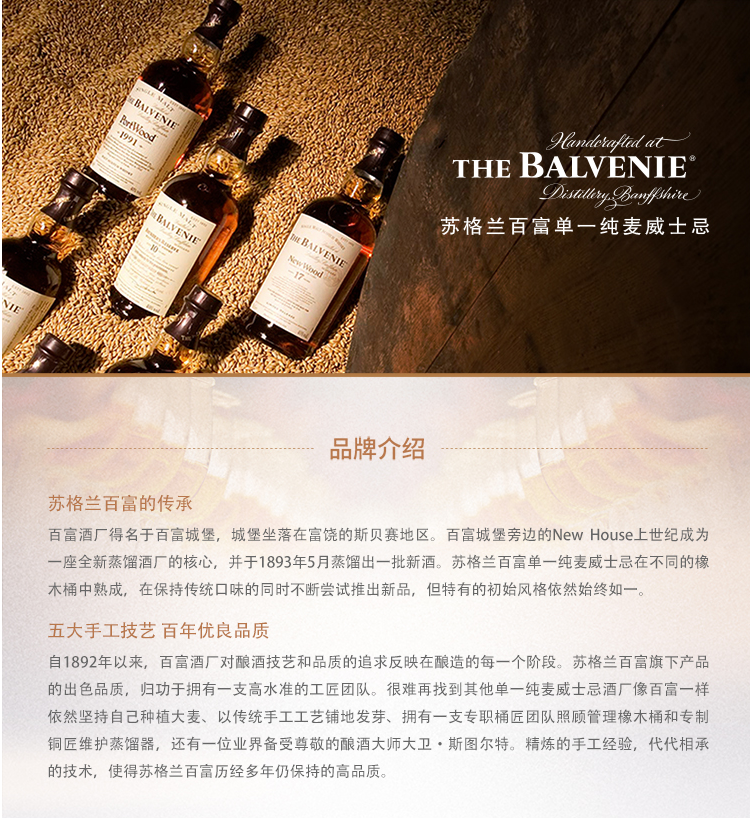 SINGLE MALT
THE BALVENIE
PortWood
1991
SINGLE MALT
THE BALVENIE
10
THE BALVENIE
NewWood
17
BALVENIE
Handcrafted at
THE BALVENIE®
Distillery, Banffshire
苏格兰百富单一纯麦威士忌
品牌介绍
苏格兰百富的传承
百富酒厂得名于百富城堡，城堡坐落在富饶的斯贝赛地区。百富城堡旁边的New House上世纪成为
一座全新蒸馏酒厂的核心，并于1893年5月蒸馏出一批新酒。苏格兰百富单一纯麦威士忌在不同的橡
木桶中熟成，在保持传统口味的同时不断尝试推出新品，但特有的初始风格依然始终如一。
五大手工技艺 百年优良品质
自1892年以来，百富酒厂对酿酒技艺和品质的追求反映在酿造的每一个阶段。苏格兰百富旗下产品
的出色品质，归功于拥有一支高水准的工匠团队。很难再找到其他单一纯麦威士忌酒厂像百富一样
依然坚持自己种植大麦、以传统手工工艺铺地发芽、拥有一支专职桶匠团队照顾管理橡木桶和专制
铜匠维护蒸馏器，还有一位业界备受尊敬的酿酒大师大卫·斯图尔特。精炼的手工经验，代代相承
的技术，使得苏格兰百富历经多年仍保持的高品质。